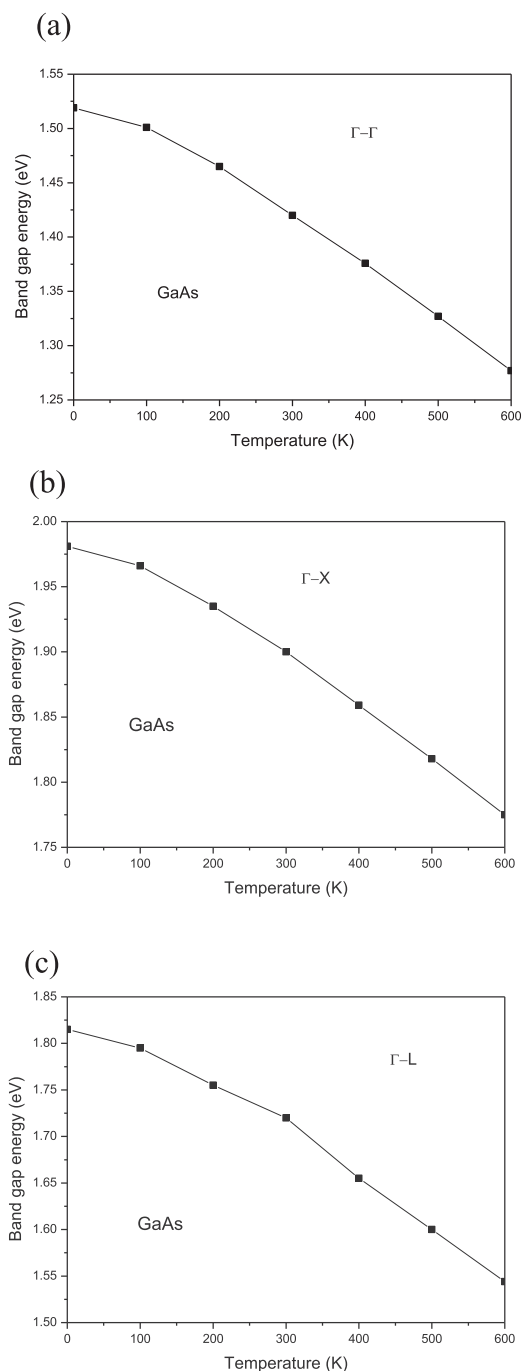 (a)
1.55
1.50
1.45
1.40
1.35
1.30
1.25
Band gap energy (eV)
Γ–Γ
GaAs
0 100 200 300 400 500 600
Temperature (K)
(b)
2.00
1.95
1.90
1.85
1.80
1.75
Band gap energy (eV)
Γ–X
GaAs
0 100 200 300 400 500 600
Temperature (K)
(c)
1.85
1.80
1.75
1.70
1.65
1.60
1.55
1.50
Band gap energy (eV)
Γ–L
GaAs
0 100 200 300 400 500 600
Temperature (K)